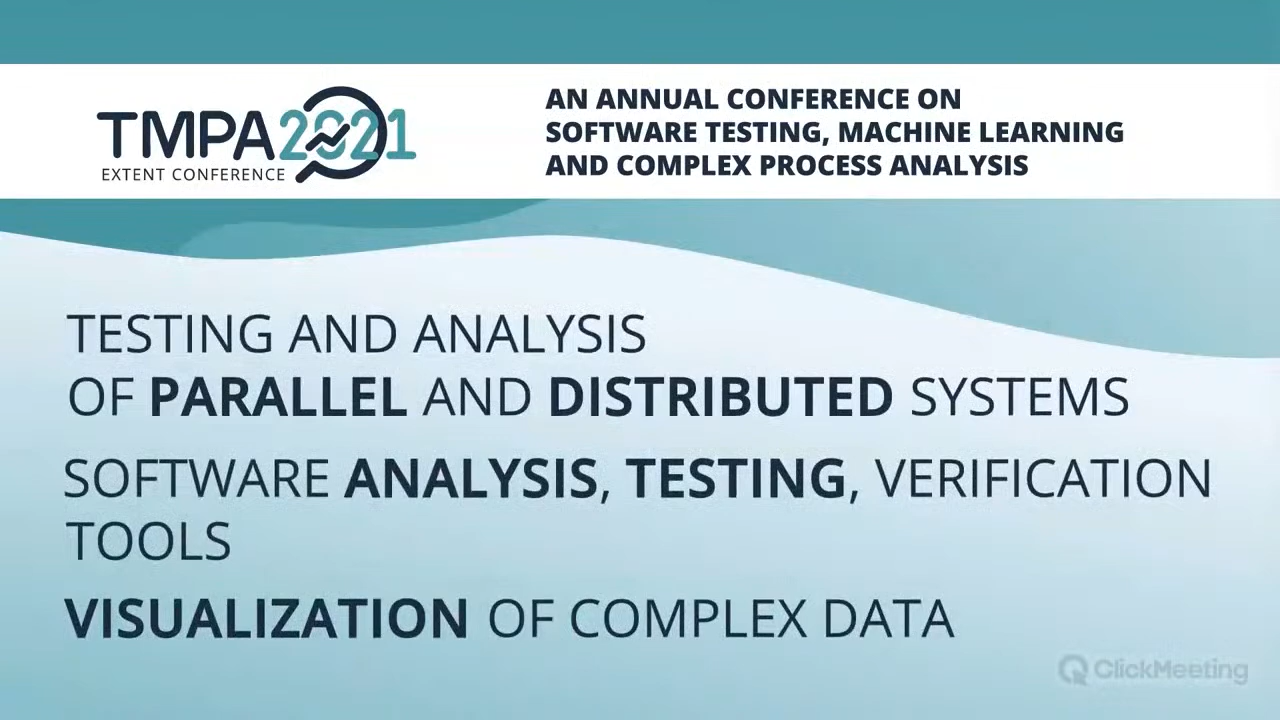 TMPA2021
EXTENT CONFERENCE
AN ANNUAL CONFERENCE ON
SOFTWARE TESTING, MACHINE LEARNING
AND COMPLEX PROCESS ANALYSIS
TESTING AND ANALYSIS
OF PARALLEL AND DISTRIBUTED SYSTEMS
SOFTWARE ANALYSIS, TESTING, VERIFICATION
TOOLS
VISUALIZATION OF COMPLEX DATA
ClickMeeting